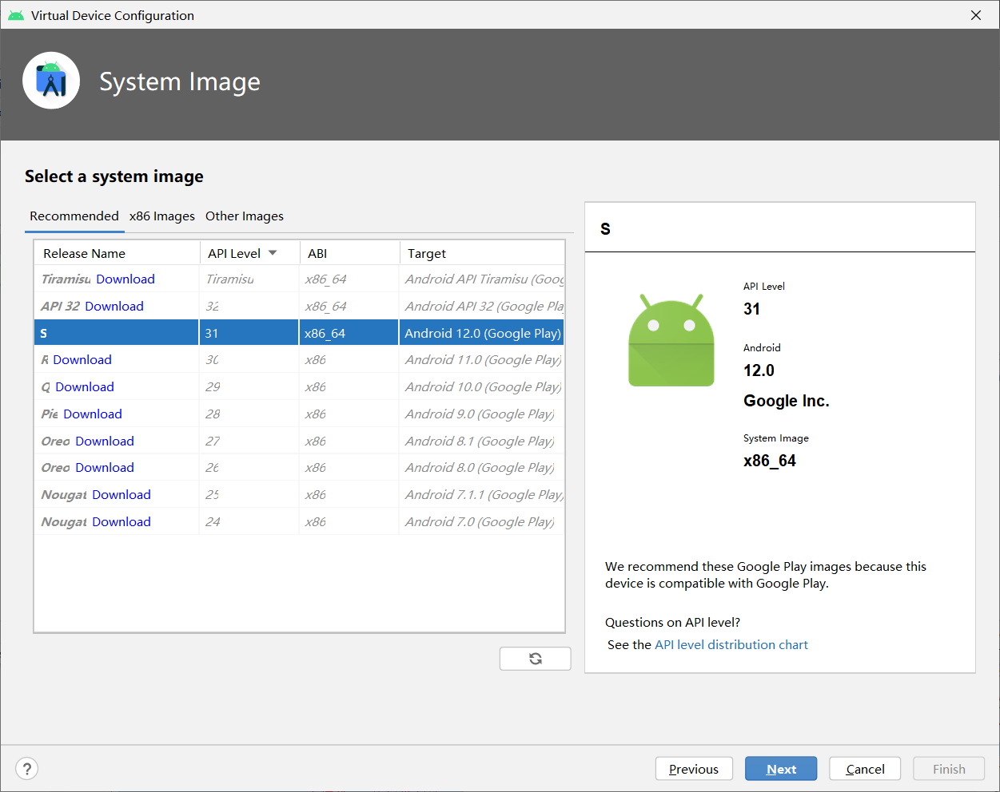 Virtual Device Configuration
System Image
Select a system image
Recommended x86 Images Other Images
Release Name API Level ABI Target
Tiramisu Download Tiramisu x86_64 Android API Tiramisu (Goog
API 32 Download 32 x86_64 Android API 32 (Google Pla
S 31 x86_64 Android 12.0 (Google Play)
R Download 30 x86 Android 11.0 (Google Play)
Q Download 29 x86 Android 10.0 (Google Play)
Pie Download 28 x86 Android 9.0 (Google Play)
Oreo Download 27 x86 Android 8.1 (Google Play)
Oreo Download 26 x86 Android 8.0 (Google Play)
Nougat Download 25 x86 Android 7.1.1 (Google Play)
Nougat Download 24 x86 Android 7.0 (Google Play)
S
API Level
31
Android
12.0
Google Inc.
System Image
x86_64
We recommend these Google Play images because this
device is compatible with Google Play.
Questions on API level?
See the API level distribution chart
? Previous Next Cancel Finish